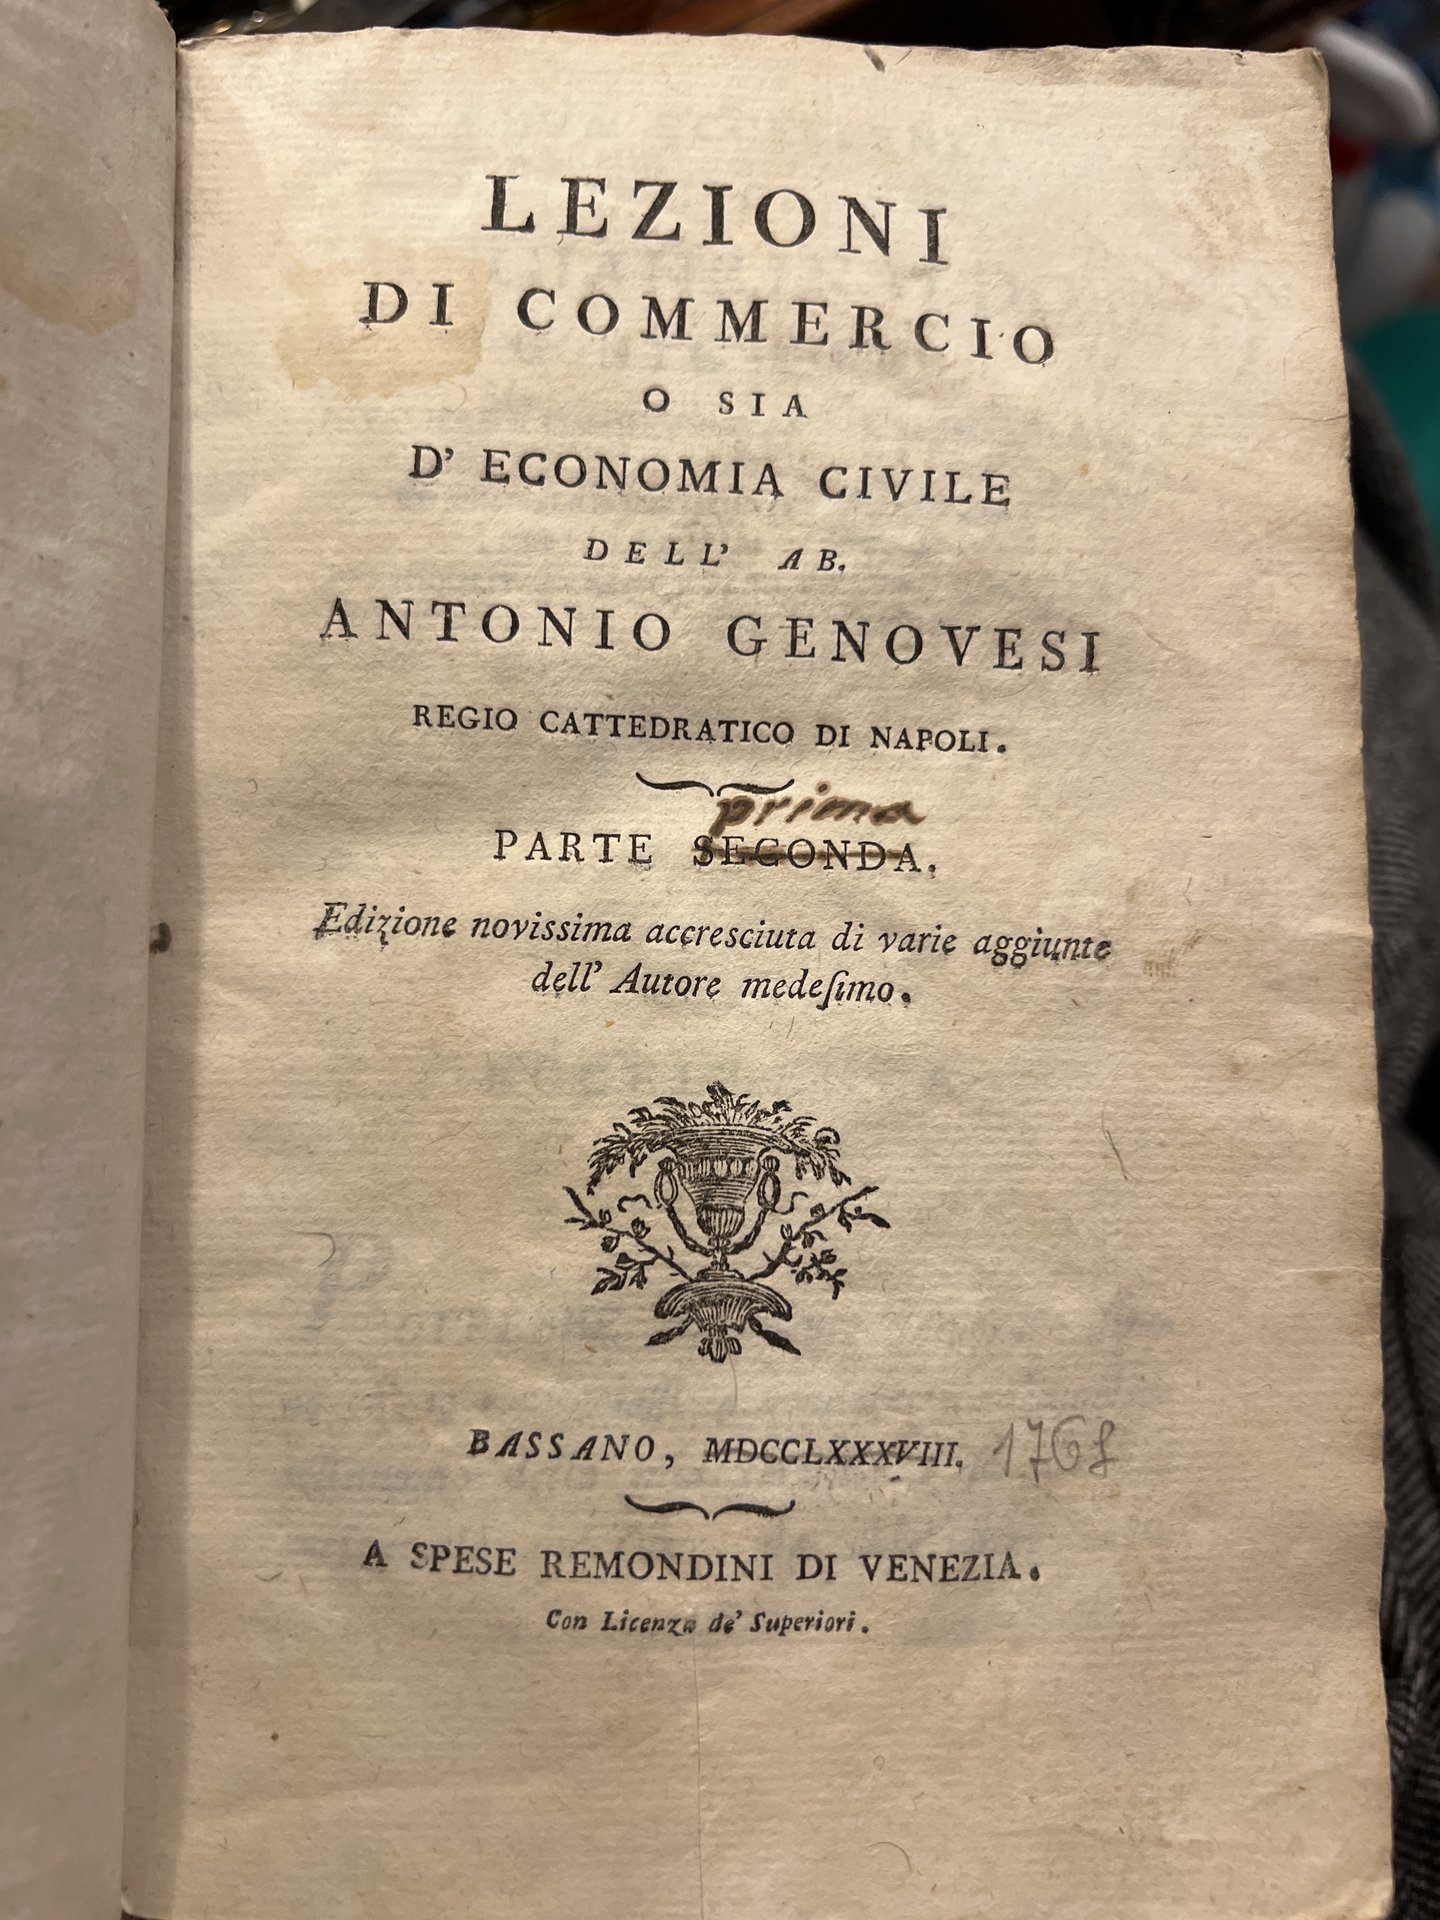 LEZIONI
DI COMMERCIO
O SIA
D' ECONOMIA CIVILE
DELL' AB.
ANTONIO GENOVESI
REGIO CATTEDRATICO DI NAPOLI.
prima
PARTE SECONDA.
Edizione novissima accresciuta di varie aggiunte
dell' Autore medeſimo.
BASSANO, MDCCLXXXVIII. 1768
A SPESE REMONDINI DI VENEZIA.
Con Licenza de' Superiori.